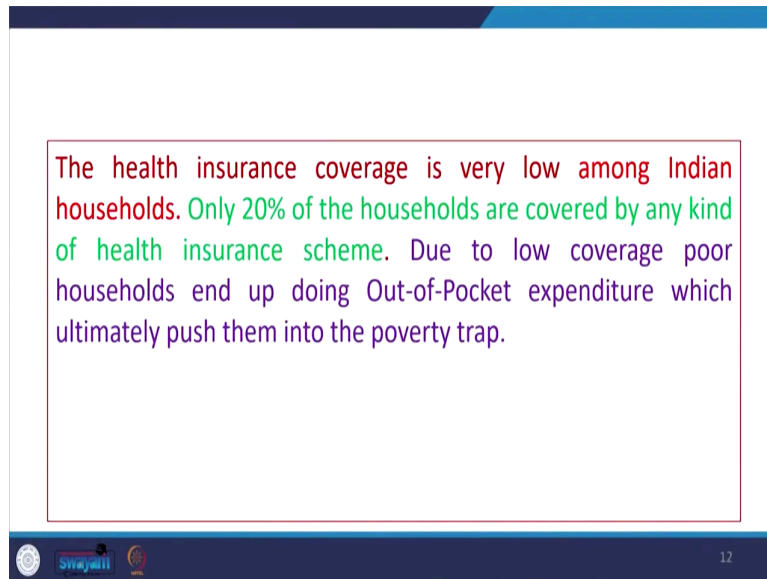 The health insurance coverage is very low among Indian
households. Only 20% of the households are covered by any kind
of health insurance scheme. Due to low coverage poor
households end up doing Out-of-Pocket expenditure which
ultimately push them into the poverty trap.
swayam
12